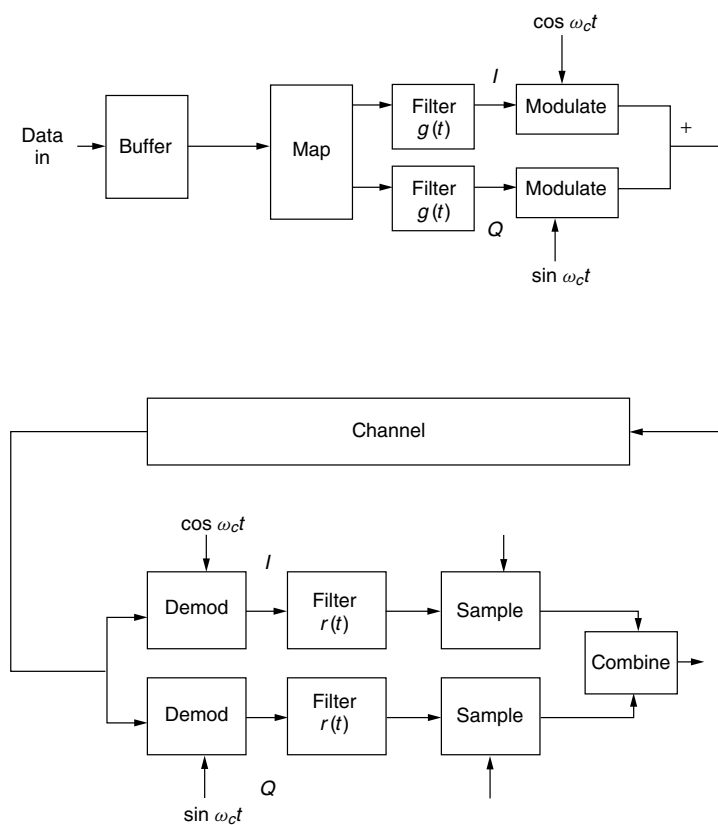 cos ωct
I
Filter
g(t)
Modulate
+
Data
in
Buffer
Map
Filter
g(t)
Modulate
Q
sin ωct
Channel
cos ωct
I
Demod
Filter
r(t)
Sample
Combine
Demod
Filter
r(t)
Sample
Q
sin ωct